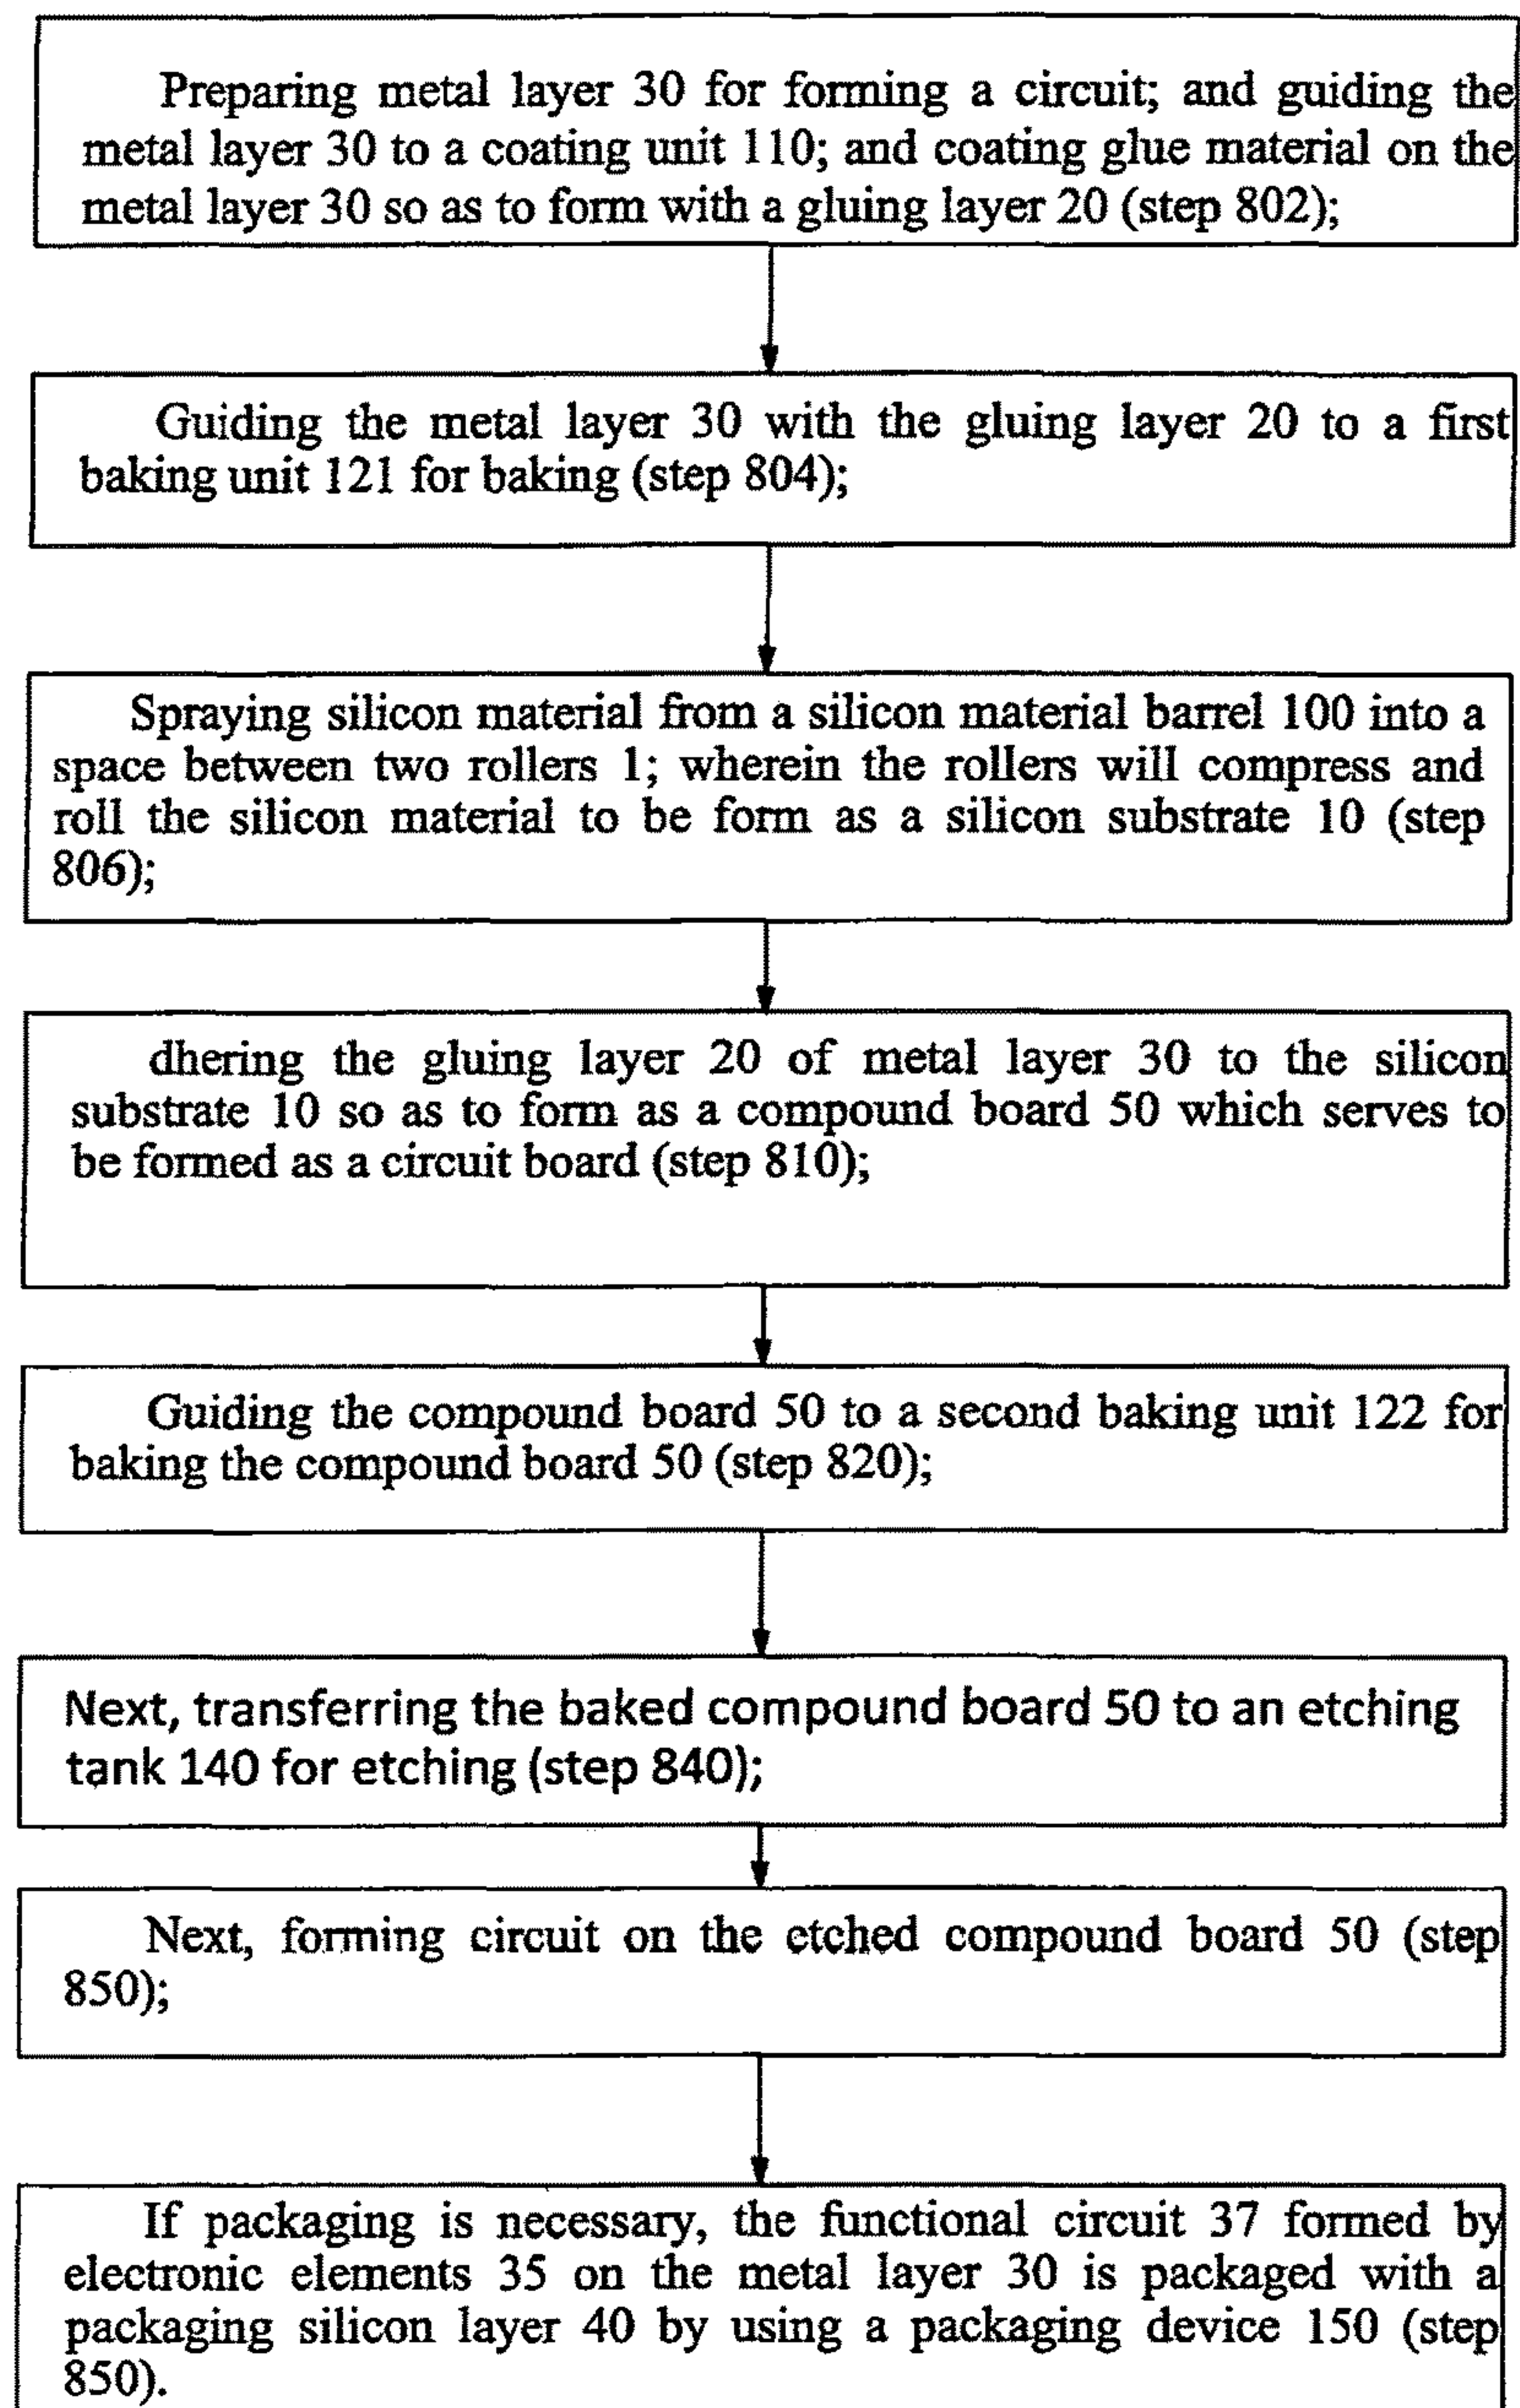 Preparing metal layer 30 for forming a circuit; and guiding the
metal layer 30 to a coating unit 110; and coating glue material on the
metal layer 30 so as to form with a gluing layer 20 (step 802);
Guiding the metal layer 30 with the gluing layer 20 to a first
baking unit 121 for baking (step 804);
Spraying silicon material from a silicon material barrel 100 into a
space between two rollers 1; wherein the rollers will compress and
roll the silicon material to be form as a silicon substrate 10 (step
806);
dhering the gluing layer 20 of metal layer 30 to the silicon
substrate 10 so as to form as a compound board 50 which serves to
be formed as a circuit board (step 810);
Guiding the compound board 50 to a second baking unit 122 for
baking the compound board 50 (step 820);
Next, transferring the baked compound board 50 to an etching
tank 140 for etching (step 840);
Next, forming circuit on the etched compound board 50 (step
850);
If packaging is necessary, the functional circuit 37 formed by
electronic elements 35 on the metal layer 30 is packaged with a
packaging silicon layer 40 by using a packaging device 150 (step
850).